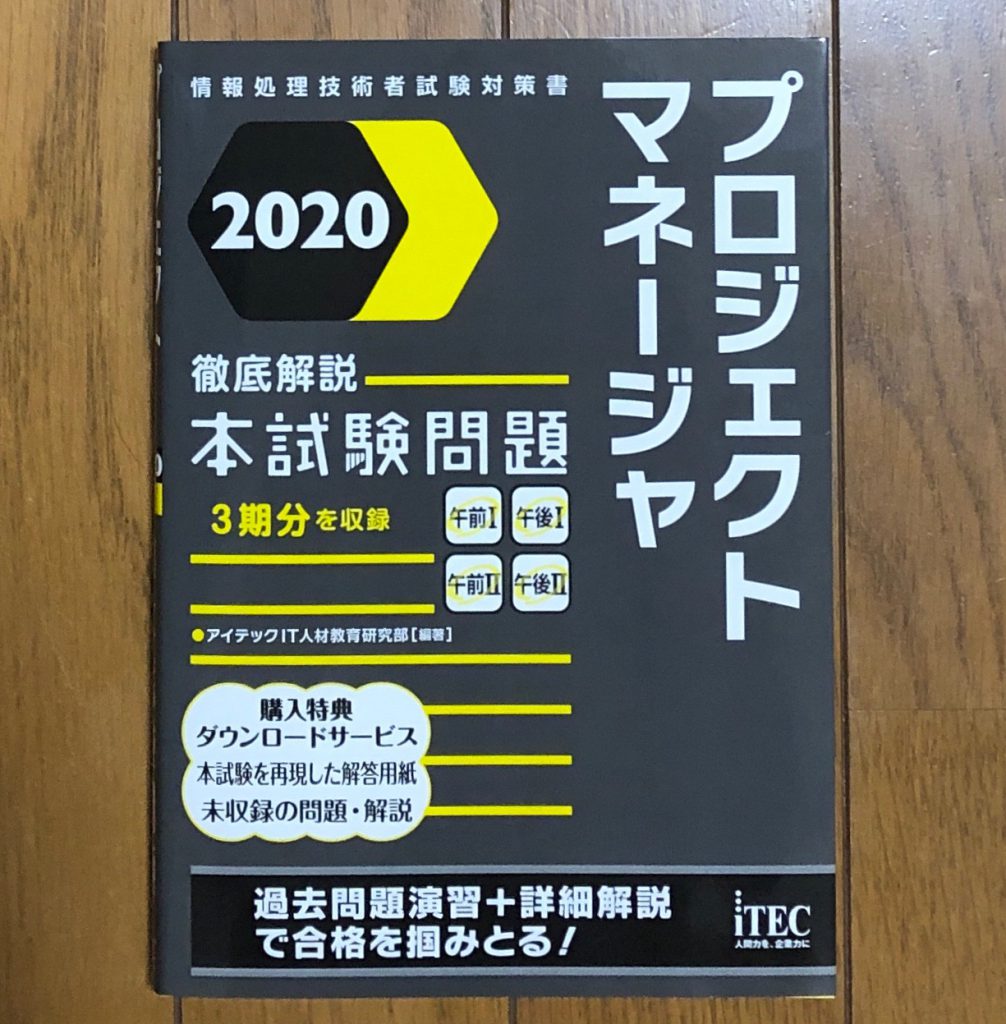 情報処理技術者試験対策書
プロジェクト
マネージャ
2020
徹底解説
本試験問題
3期分を収録
午前I 午後I
午前II 午後II
●アイテックIT人材教育研究部[編著]
購入特典
ダウンロードサービス
本試験を再現した解答用紙
未収録の問題・解説
過去問題演習＋詳細解説
で合格を掴みとる！
iTEC
人間力を、企業力に